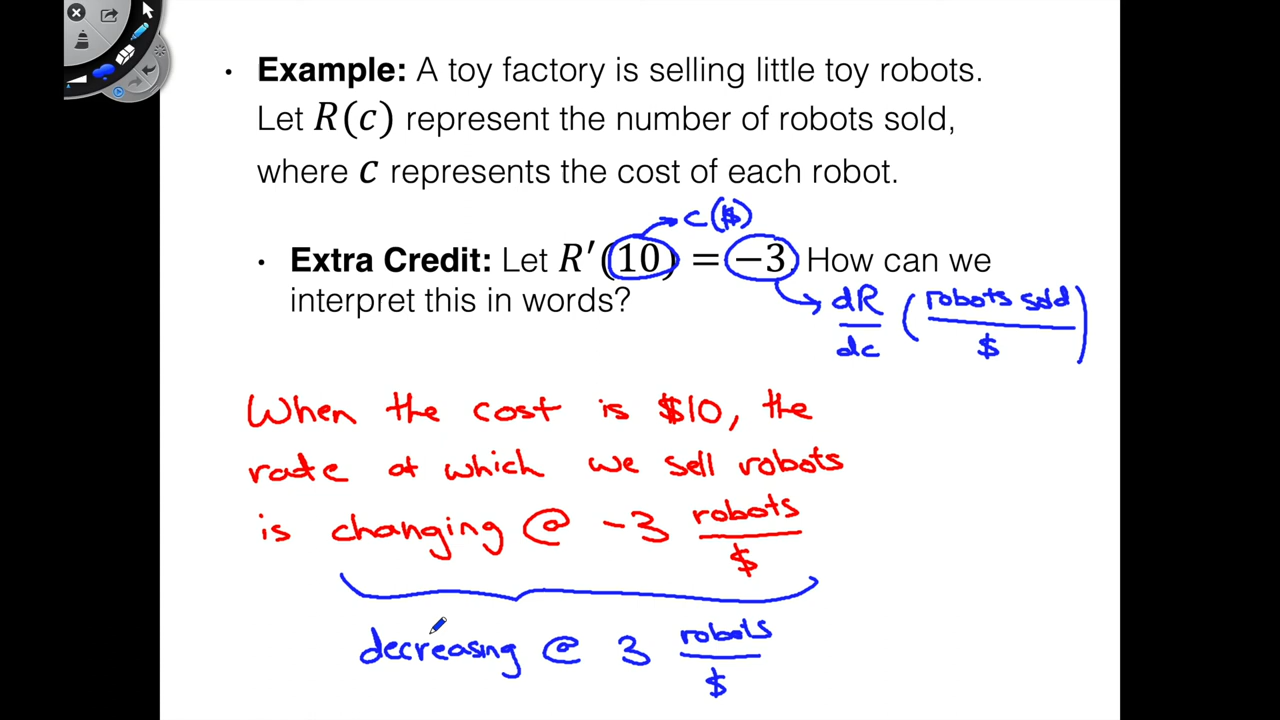 • Example: A toy factory is selling little toy robots.
Let R(c) represent the number of robots sold,
where c represents the cost of each robot.
c($)
• Extra Credit: Let R′(10) = −3. How can we
interpret this in words?
dR/dc (robots sold/$)
When the cost is $10, the
rate at which we sell robots
is changing @ -3 robots/$
decreasing @ 3 robots/$